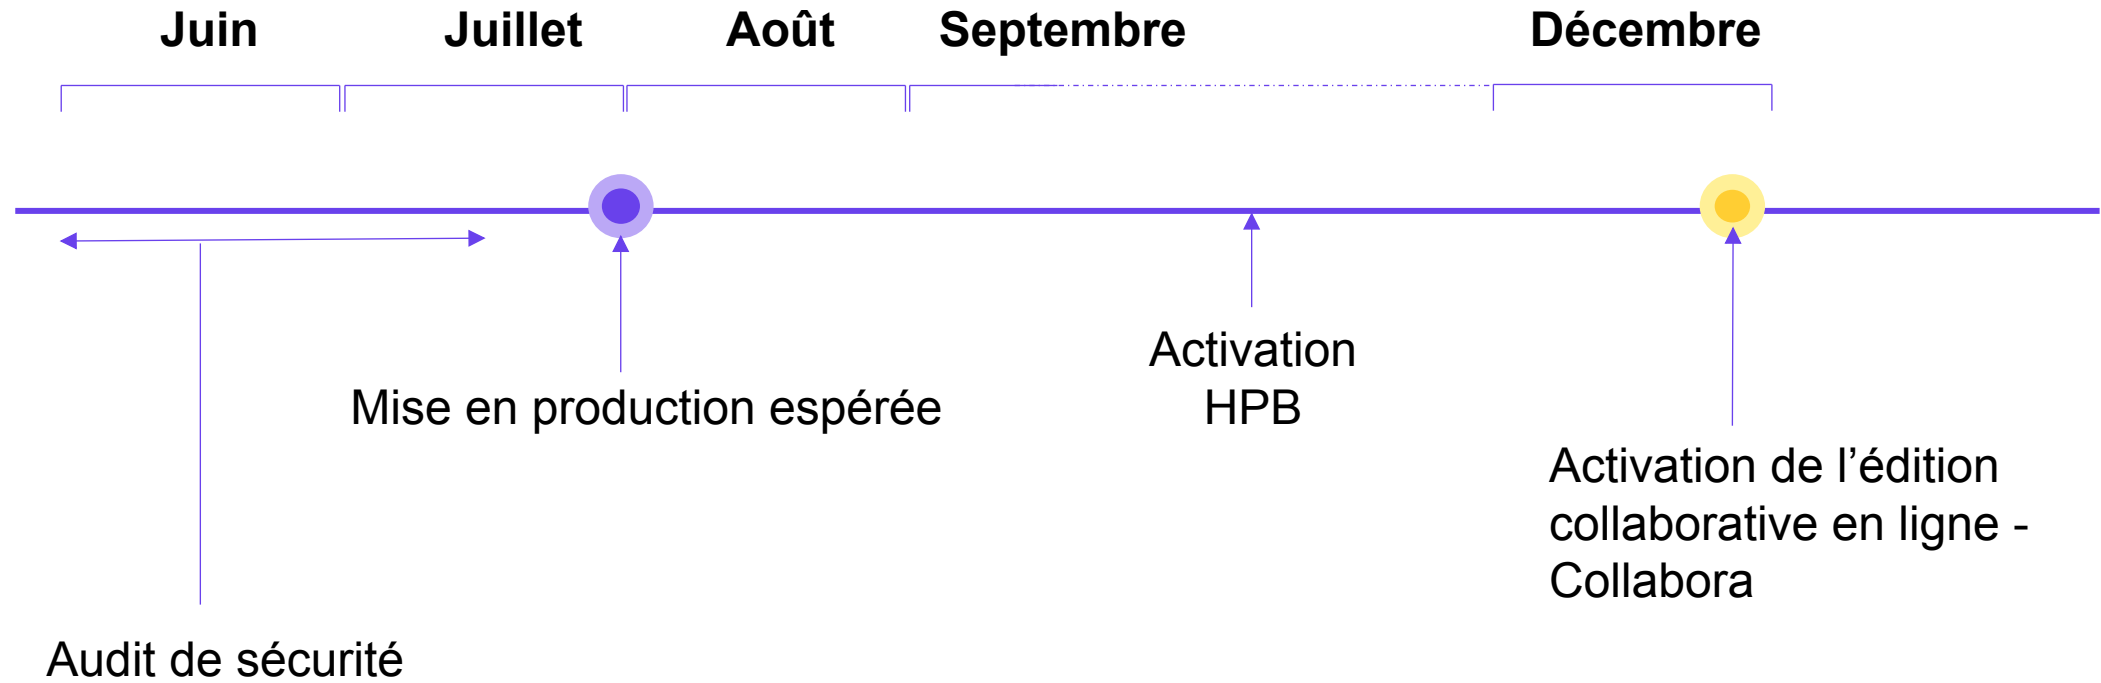 Juin Juillet Août Septembre Décembre
Activation
HPB
Mise en production espérée
Activation de l’édition
collaborative en ligne -
Collabora
Audit de sécurité